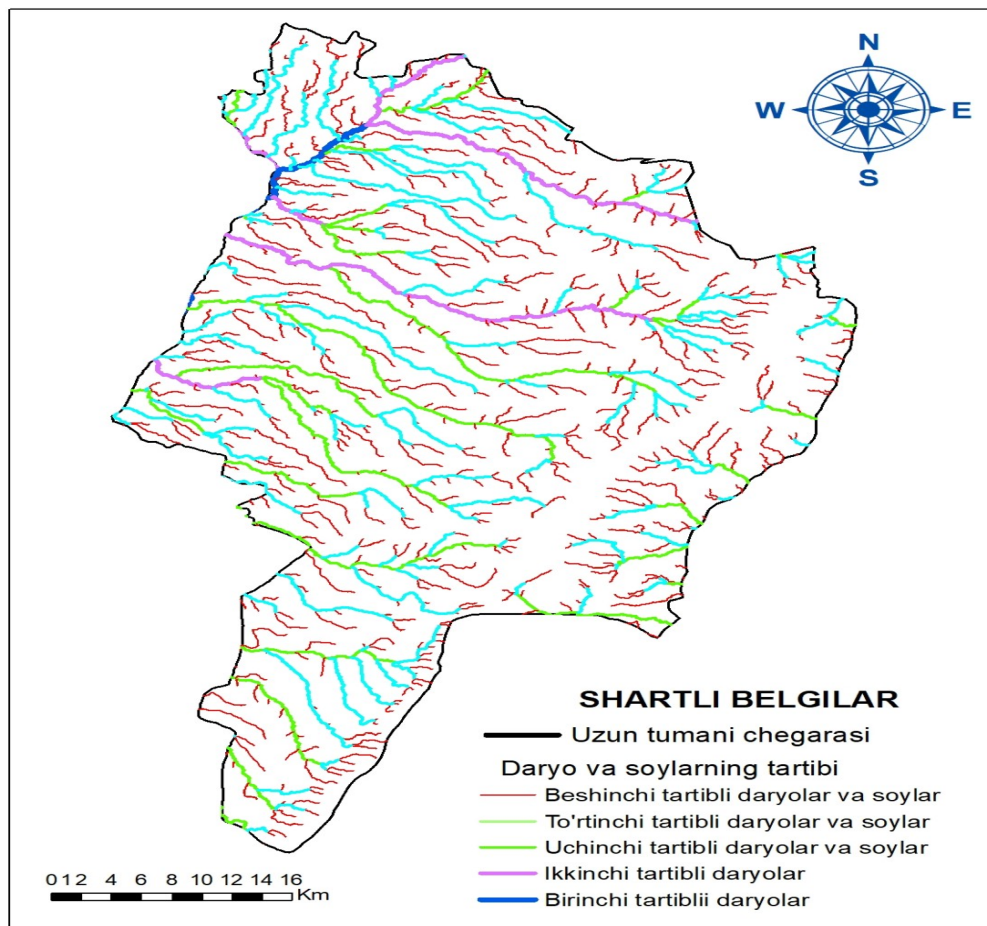 N
W E
S
SHARTLI BELGILAR
Uzun tumani chegarasi
Daryo va soylarning tartibi
Beshinchi tartibli daryolar va soylar
To'rtinchi tartibli daryolar va soylar
Uchinchi tartibli daryolar va soylar
Ikkinchi tartibli daryolar
Birinchi tartiblii daryolar
0 1 2 4 6 8 10 12 14 16
Km